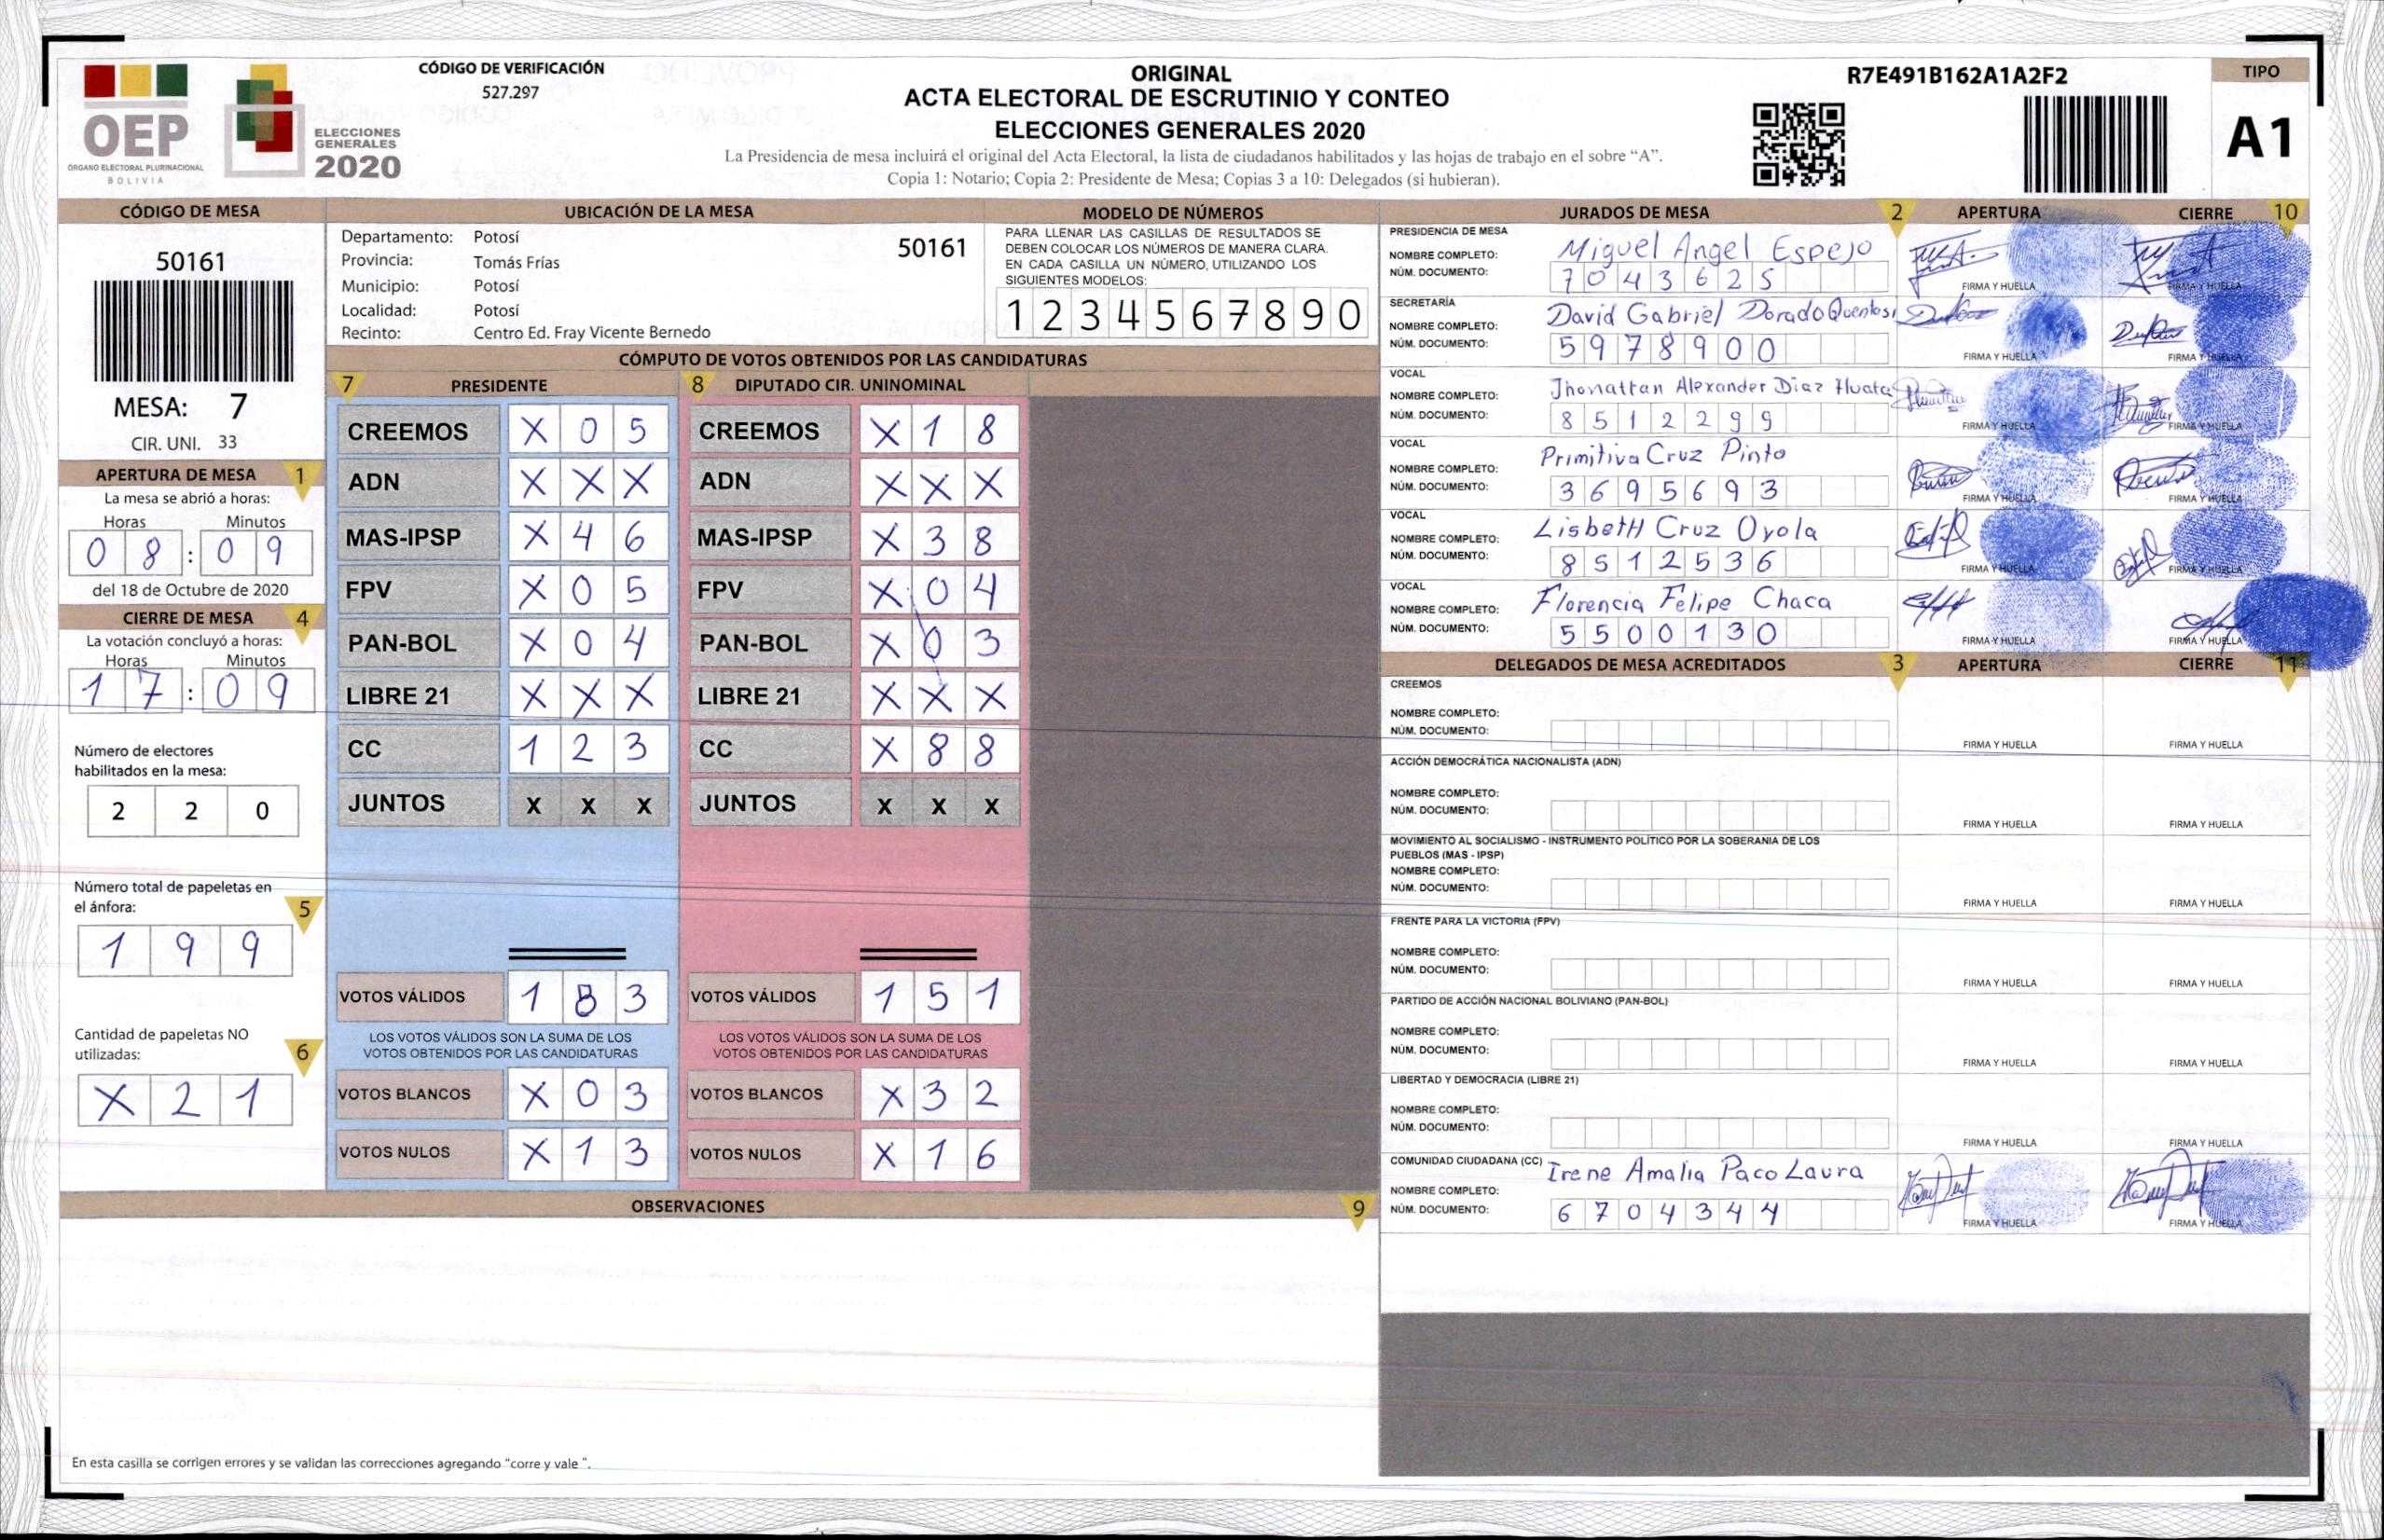 CÓDIGO DE VERIFICACIÓN
527.297
OEP
ÓRGANO ELECTORAL PLURINACIONAL
BOLIVIA
ELECCIONES
GENERALES
2020
ORIGINAL
ACTA ELECTORAL DE ESCRUTINIO Y CONTEO
ELECCIONES GENERALES 2020
La Presidencia de mesa incluirá el original del Acta Electoral, la lista de ciudadanos habilitados y las hojas de trabajo en el sobre “A”.
Copia 1: Notario; Copia 2: Presidente de Mesa; Copias 3 a 10: Delegados (si hubieran).
R7E491B162A1A2F2
TIPO
A1
CÓDIGO DE MESA
50161
MESA: 7
CIR. UNI. 33
APERTURA DE MESA 1
La mesa se abrió a horas:
Horas Minutos
0 8 : 0 9
del 18 de Octubre de 2020
CIERRE DE MESA 4
La votación concluyó a horas:
Horas Minutos
1 7 : 0 9
Número de electores
habilitados en la mesa:
2 2 0
Número total de papeletas en
el ánfora: 5
1 9 9
Cantidad de papeletas NO
utilizadas: 6
X 2 1
UBICACIÓN DE LA MESA
Departamento: Potosí 50161
Provincia: Tomás Frías
Municipio: Potosí
Localidad: Potosí
Recinto: Centro Ed. Fray Vicente Bernedo
MODELO DE NÚMEROS
PARA LLENAR LAS CASILLAS DE RESULTADOS SE
DEBEN COLOCAR LOS NÚMEROS DE MANERA CLARA.
EN CADA CASILLA UN NÚMERO, UTILIZANDO LOS
SIGUIENTES MODELOS:
1 2 3 4 5 6 7 8 9 0
CÓMPUTO DE VOTOS OBTENIDOS POR LAS CANDIDATURAS
7 PRESIDENTE
CREEMOS X 0 5
ADN X X X
MAS-IPSP X 4 6
FPV X 0 5
PAN-BOL X 0 4
LIBRE 21 X X X
CC 1 2 3
JUNTOS X X X
VOTOS VÁLIDOS 1 8 3
LOS VOTOS VÁLIDOS SON LA SUMA DE LOS
VOTOS OBTENIDOS POR LAS CANDIDATURAS
VOTOS BLANCOS X 0 3
VOTOS NULOS X 1 3
8 DIPUTADO CIR. UNINOMINAL
CREEMOS X 1 8
ADN X X X
MAS-IPSP X 3 8
FPV X 0 4
PAN-BOL X 0 3
LIBRE 21 X X X
CC X 8 8
JUNTOS X X X
VOTOS VÁLIDOS 1 5 1
LOS VOTOS VÁLIDOS SON LA SUMA DE LOS
VOTOS OBTENIDOS POR LAS CANDIDATURAS
VOTOS BLANCOS X 3 2
VOTOS NULOS X 1 6
OBSERVACIONES 9
En esta casilla se corrigen errores y se validan las correcciones agregando “corre y vale ”.
JURADOS DE MESA 2 APERTURA CIERRE 10
PRESIDENCIA DE MESA
NOMBRE COMPLETO: Miguel Angel Espejo
NÚM. DOCUMENTO: 7 0 4 3 6 2 5
FIRMA Y HUELLA FIRMA Y HUELLA
SECRETARÍA
NOMBRE COMPLETO: David Gabriel Dorado Quentasi
NÚM. DOCUMENTO: 5 9 7 8 9 0 0
FIRMA Y HUELLA FIRMA Y HUELLA
VOCAL
NOMBRE COMPLETO: Jhonattan Alexander Diaz Huata
NÚM. DOCUMENTO: 8 5 1 2 2 9 9
FIRMA Y HUELLA FIRMA Y HUELLA
VOCAL
NOMBRE COMPLETO: Primitiva Cruz Pinto
NÚM. DOCUMENTO: 3 6 9 5 6 9 3
FIRMA Y HUELLA FIRMA Y HUELLA
VOCAL
NOMBRE COMPLETO: Lisbeth Cruz Oyola
NÚM. DOCUMENTO: 8 5 1 2 5 3 6
FIRMA Y HUELLA FIRMA Y HUELLA
VOCAL
NOMBRE COMPLETO: Florencia Felipe Chaca
NÚM. DOCUMENTO: 5 5 0 0 1 3 0
FIRMA Y HUELLA FIRMA Y HUELLA
DELEGADOS DE MESA ACREDITADOS 3 APERTURA CIERRE 11
CREEMOS
NOMBRE COMPLETO:
NÚM. DOCUMENTO:
FIRMA Y HUELLA FIRMA Y HUELLA
ACCIÓN DEMOCRÁTICA NACIONALISTA (ADN)
NOMBRE COMPLETO:
NÚM. DOCUMENTO:
FIRMA Y HUELLA FIRMA Y HUELLA
MOVIMIENTO AL SOCIALISMO - INSTRUMENTO POLÍTICO POR LA SOBERANIA DE LOS
PUEBLOS (MAS - IPSP)
NOMBRE COMPLETO:
NÚM. DOCUMENTO:
FIRMA Y HUELLA FIRMA Y HUELLA
FRENTE PARA LA VICTORIA (FPV)
NOMBRE COMPLETO:
NÚM. DOCUMENTO:
FIRMA Y HUELLA FIRMA Y HUELLA
PARTIDO DE ACCIÓN NACIONAL BOLIVIANO (PAN-BOL)
NOMBRE COMPLETO:
NÚM. DOCUMENTO:
FIRMA Y HUELLA FIRMA Y HUELLA
LIBERTAD Y DEMOCRACIA (LIBRE 21)
NOMBRE COMPLETO:
NÚM. DOCUMENTO:
FIRMA Y HUELLA FIRMA Y HUELLA
COMUNIDAD CIUDADANA (CC)
NOMBRE COMPLETO: Irene Amalia Paco Laura
NÚM. DOCUMENTO: 6 7 0 4 3 4 4
FIRMA Y HUELLA FIRMA Y HUELLA